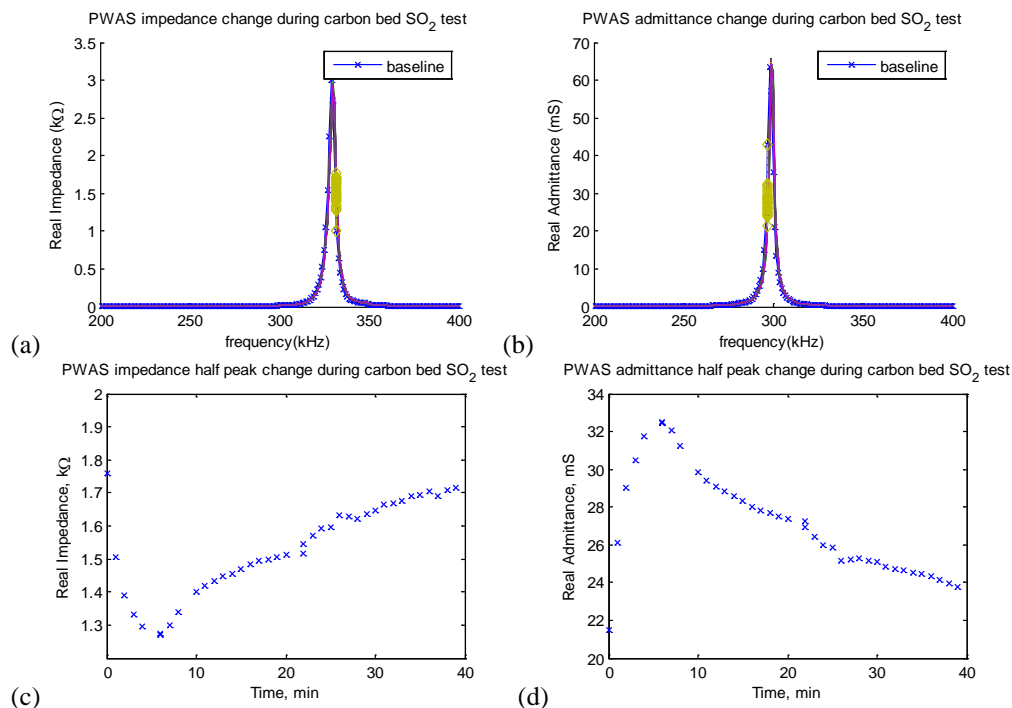 PWAS impedance change during carbon bed SO2 test
3.5
3
2.5
2
1.5
1
0.5
0
200
250
300
350
400
Real Impedance (kΩ)
frequency(kHz)
baseline
(a)
PWAS admittance change during carbon bed SO2 test
70
60
50
40
30
20
10
0
200
250
300
350
400
Real Admittance (mS)
frequency(kHz)
baseline
(b)
PWAS impedance half peak change during carbon bed SO2 test
2
1.9
1.8
1.7
1.6
1.5
1.4
1.3
0
10
20
30
40
Real Impedance, kΩ
Time, min
(c)
PWAS admittance half peak change during carbon bed SO2 test
34
32
30
28
26
24
22
20
0
10
20
30
40
Real Admittance, mS
Time, min
(d)